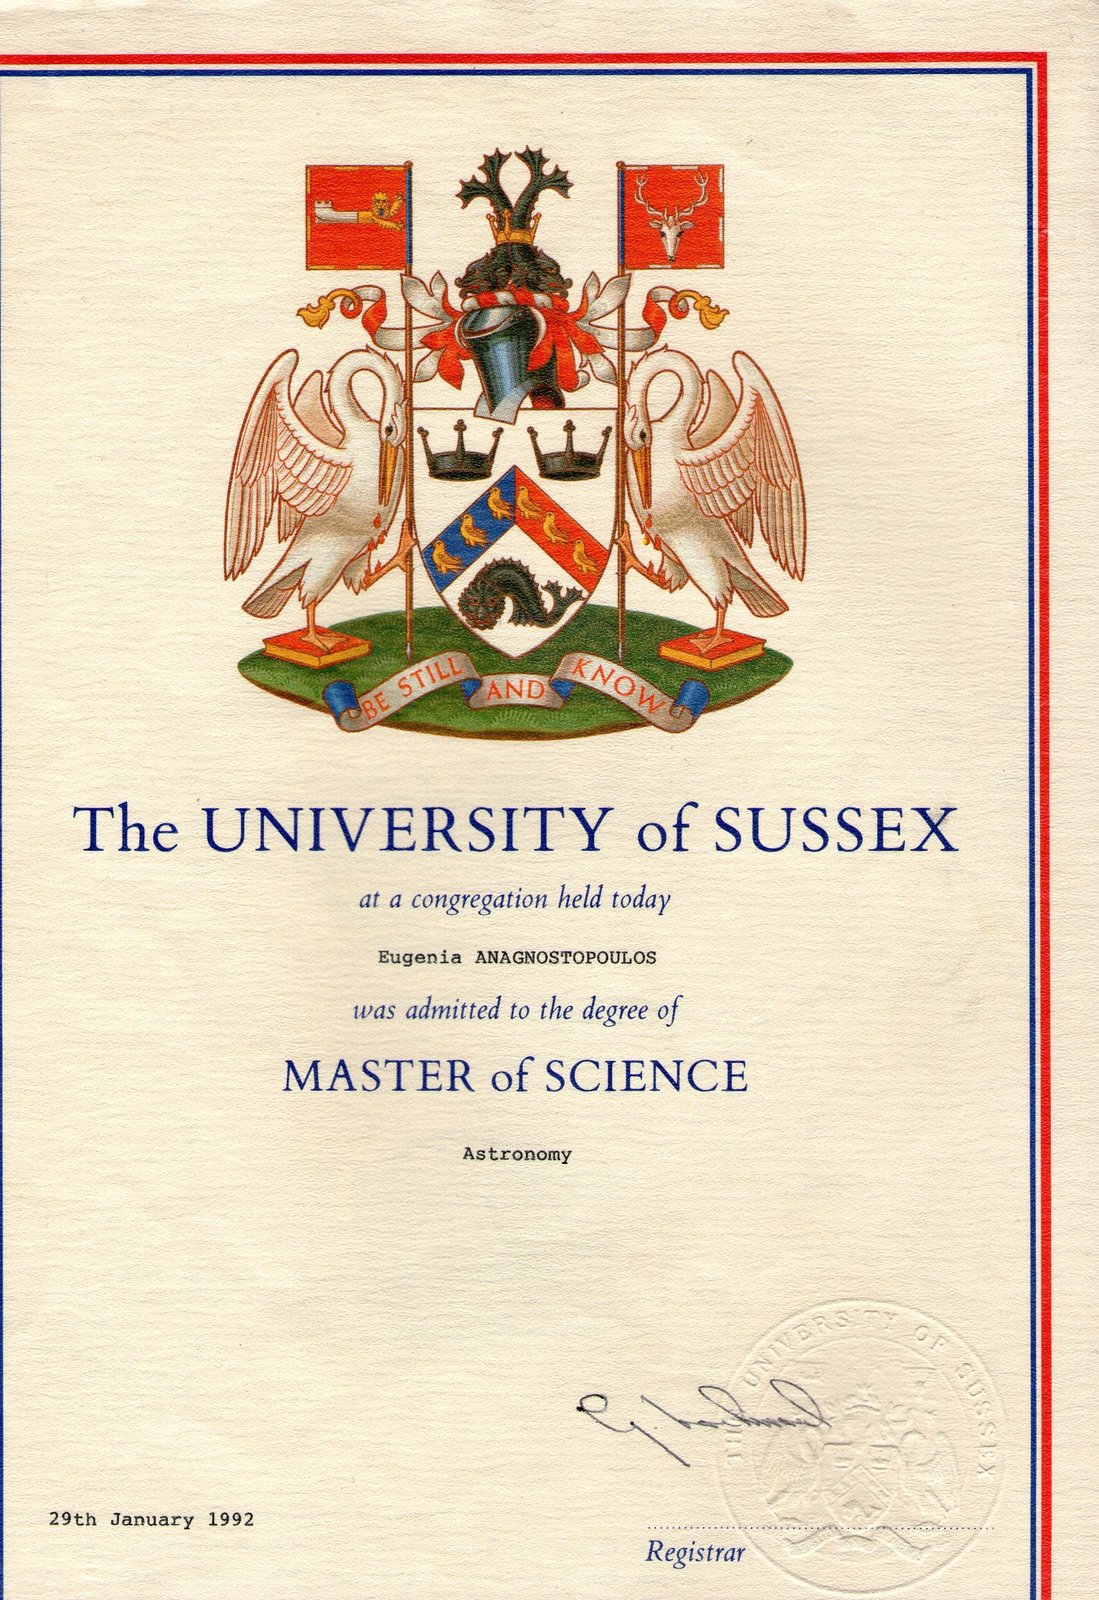 BE STILL AND KNOW
The UNIVERSITY of SUSSEX
at a congregation held today
Eugenia ANAGNOSTOPOULOS
was admitted to the degree of
MASTER of SCIENCE
Astronomy
THE UNIVERSITY OF SUSSEX
29th January 1992
Registrar